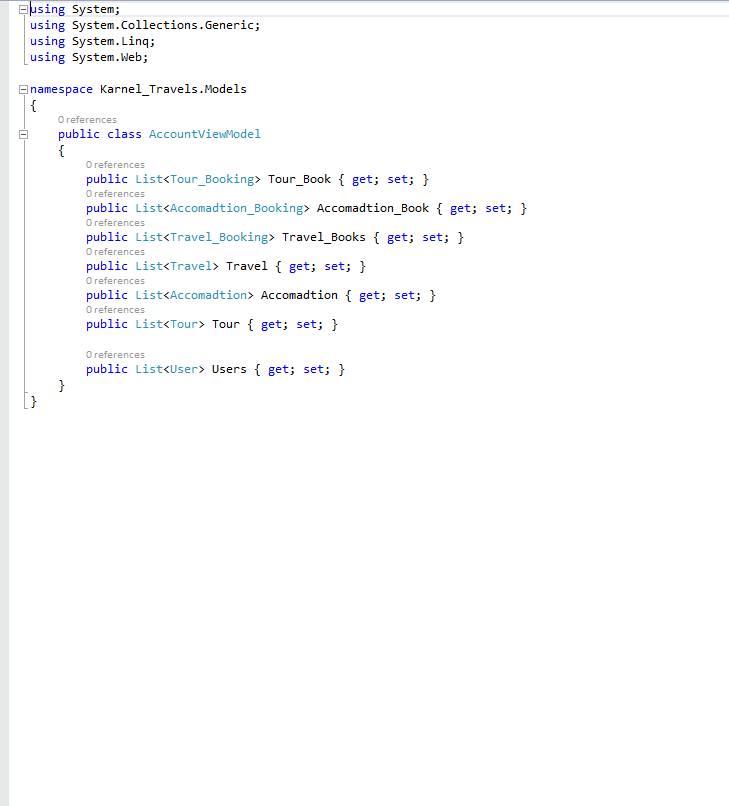 using System;
using System.Collections.Generic;
using System.Linq;
using System.Web;
namespace Karnel_Travels.Models
{
0 references
public class AccountViewModel
{
0 references
public List<Tour_Booking> Tour_Book { get; set; }
0 references
public List<Accomadtion_Booking> Accomadtion_Book { get; set; }
0 references
public List<Travel_Booking> Travel_Books { get; set; }
0 references
public List<Travel> Travel { get; set; }
0 references
public List<Accomadtion> Accomadtion { get; set; }
0 references
public List<Tour> Tour { get; set; }
0 references
public List<User> Users { get; set; }
}
}